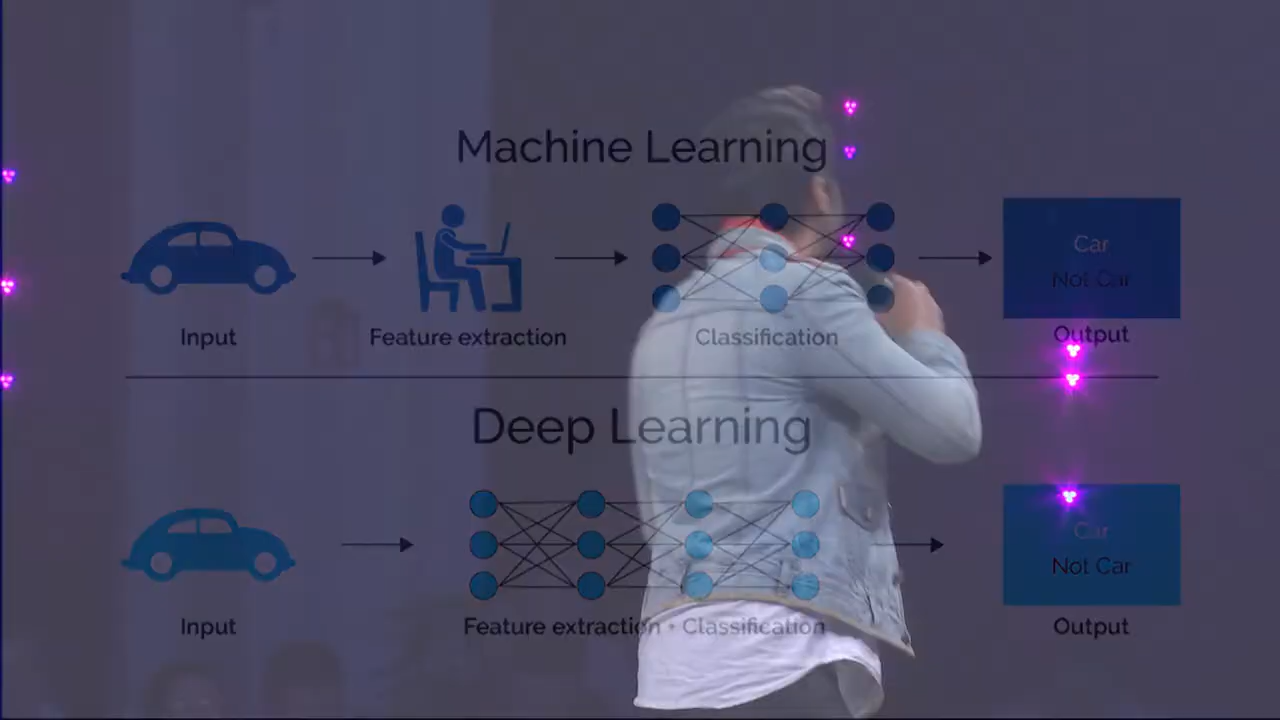 Machine Learning
Car
Not Car
Input
Feature extraction
Classification
Output
Deep Learning
Car
Not Car
Input
Feature extraction + Classification
Output